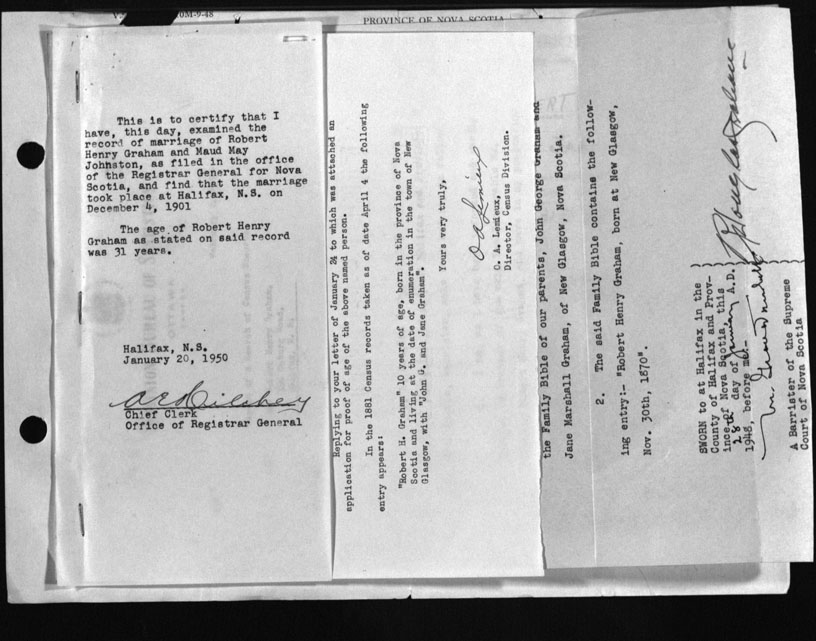 0M-9-48
PROVINCE OF NOVA SCOTIA
This is to certify that I
have, this day, examined the
record of marriage of Robert
Henry Graham and Maud May
Johnston, as filed in the office
of the Registrar General for Nova
Scotia, and find that the marriage
took place at Halifax, N.S. on
December 4, 1901
The age of Robert Henry
Graham as stated on said record
was 31 years.
Halifax, N.S.
January 20, 1950
Chief Clerk
Office of Registrar General
Replying to your letter of January 24 to which was attached an
application for proof of age of the above named person.
In the 1881 Census records taken as of date April 4 the following
entry appears:
"Robert H. Graham" 10 years of age, born in the province of Nova
Scotia and living at the date of enumeration in the town of New
Glasgow, with "John G. and Jane Graham".
Yours very truly,
O A Lemieux
O. A. Lemieux,
Director, Census Division.
the Family Bible of our parents, John George Graham and
Jane Marshall Graham, of New Glasgow, Nova Scotia.
2. The said Family Bible contains the follow-
ing entry:- "Robert Henry Graham, born at New Glasgow,
Nov. 30th, 1870".
SWORN to at Halifax in the
County of Halifax and Prov-
ince of Nova Scotia, this
28th day of January A.D.
1948, before me:-
Douglas Graham
A Barrister of the Supreme
Court of Nova Scotia